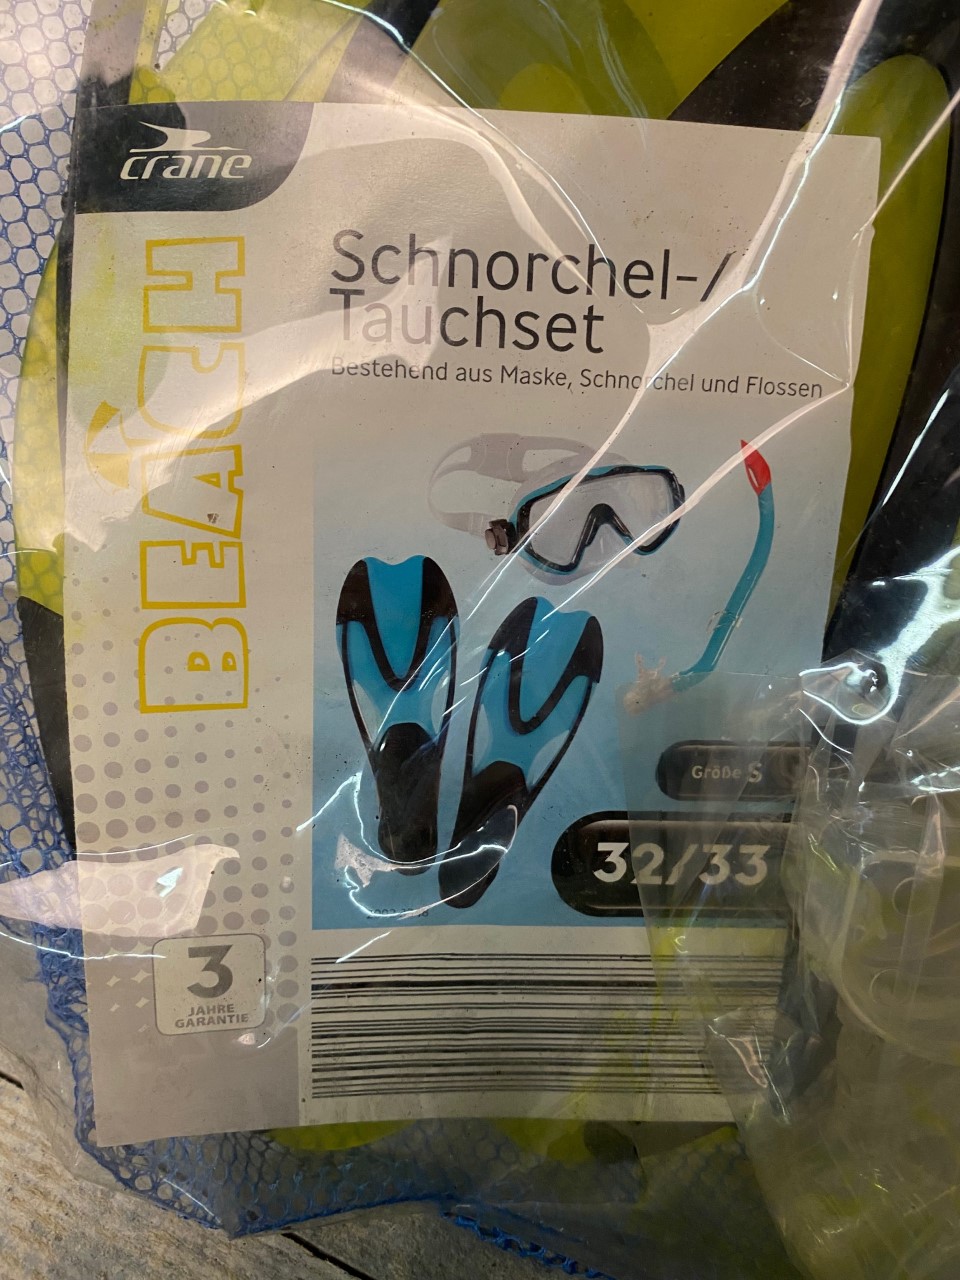 crane
BEACH
Schnorchel-/
Tauchset
Bestehend aus Maske, Schnorchel und Flossen
Größe S
32/33
3
JAHRE
GARANTIE